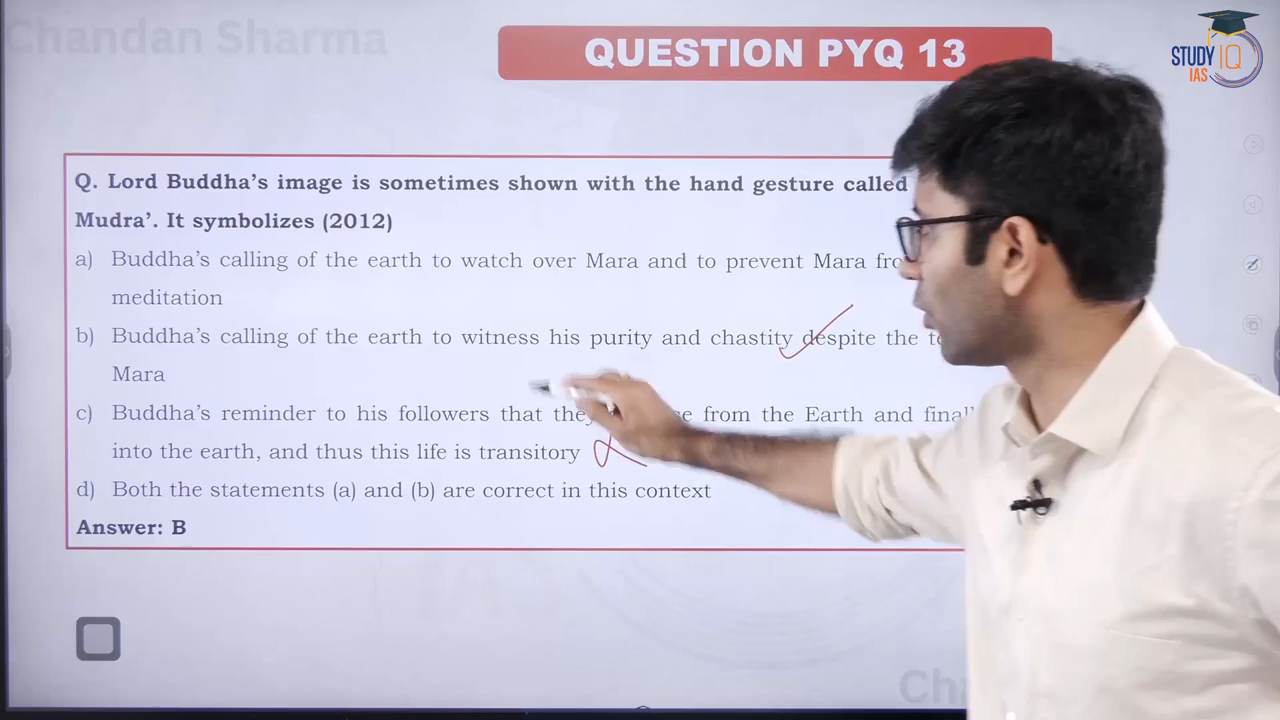 Chandan Sharma
QUESTION PYQ 13
STUDY IQ
IAS
Q. Lord Buddha's image is sometimes shown with the hand gesture called
Mudra'. It symbolizes (2012)
a) Buddha's calling of the earth to watch over Mara and to prevent Mara
meditation
b) Buddha's calling of the earth to witness his purity and chastity despite the
Mara
c) Buddha's reminder to his followers that from the Earth and
into the earth, and thus this life is transitory
d) Both the statements (a) and (b) are correct in this context
Answer: B